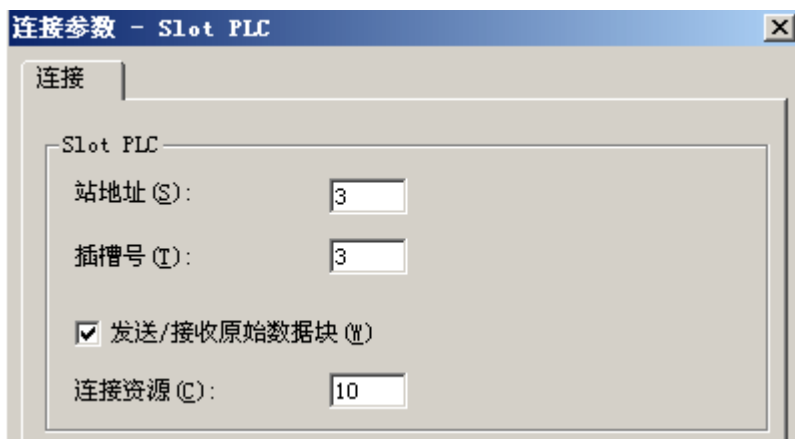 连接参数 - Slot PLC
连接
Slot PLC
站地址(S): 3
插槽号(T): 3
发送/接收原始数据块(W)
连接资源(C): 10